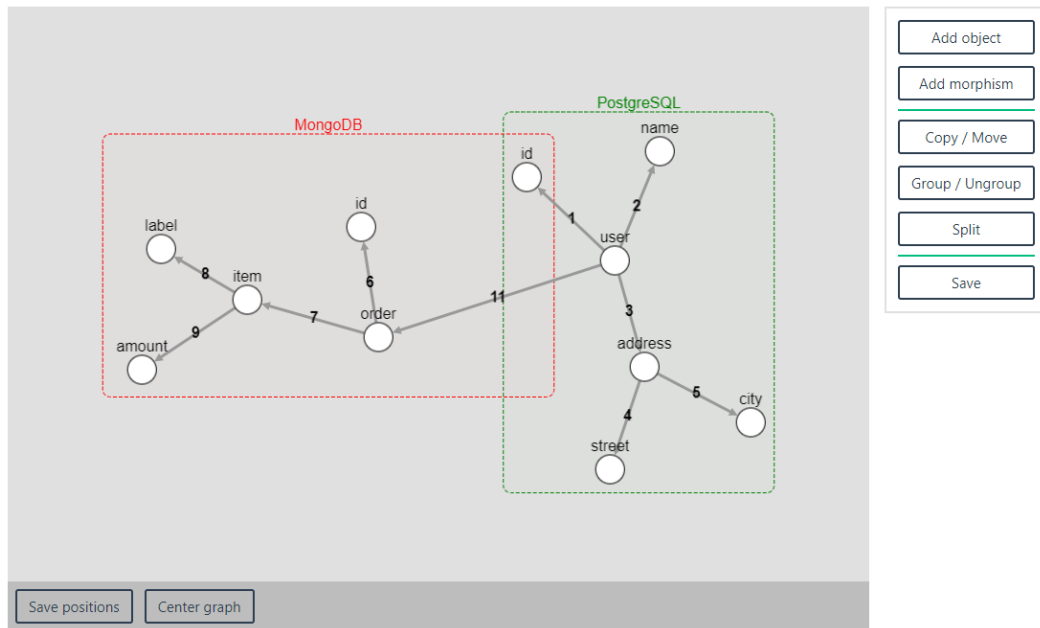 PostgreSQL
MongoDB
name
id
id
label
2
1
user
8
item
6
11
7
order
3
9
amount
address
5
4
city
street
Save positions
Center graph
Add object
Add morphism
Copy / Move
Group / Ungroup
Split
Save